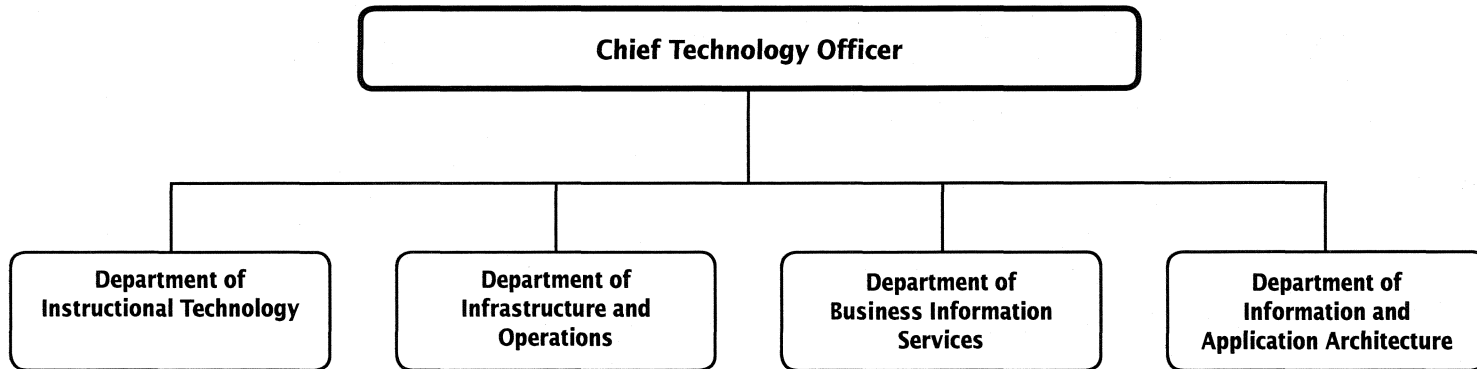 Chief Technology Officer
Department of
Instructional Technology
Department of
Infrastructure and
Operations
Department of
Business Information
Services
Department of
Information and
Application Architecture